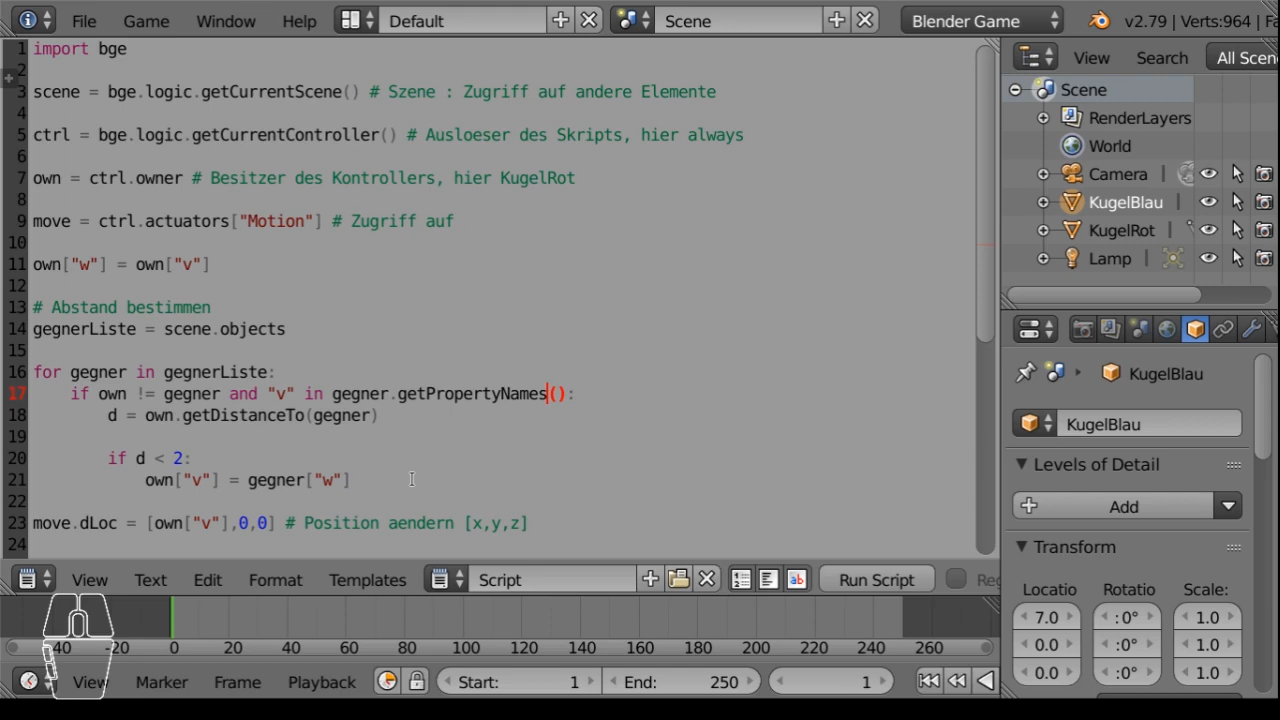 File Game Window Help Default Scene Blender Game v2.79 | Verts:964 | Fa
1 import bge
2
3 scene = bge.logic.getCurrentScene() # Szene : Zugriff auf andere Elemente
4
5 ctrl = bge.logic.getCurrentController() # Ausloeser des Skripts, hier always
6
7 own = ctrl.owner # Besitzer des Kontrollers, hier KugelRot
8
9 move = ctrl.actuators["Motion"] # Zugriff auf
10
11 own["w"] = own["v"]
12
13 # Abstand bestimmen
14 gegnerListe = scene.objects
15
16 for gegner in gegnerListe:
17 if own != gegner and "v" in gegner.getPropertyNames():
18 d = own.getDistanceTo(gegner)
19
20 if d < 2:
21 own["v"] = gegner["w"]
22
23 move.dLoc = [own["v"],0,0] # Position aendern [x,y,z]
24
View Text Edit Format Templates Script Run Script Reg
40 -20 0 20 40 60 80 100 120 140 160 180 200 220 240 260
View Marker Frame Playback Start: 1 End: 250 1
View Search All Scen
Scene
RenderLayers
World
Camera
KugelBlau
KugelRot
Lamp
KugelBlau
KugelBlau
Levels of Detail
Add
Transform
Locatio Rotatio Scale:
7.0 :0° 1.0
0.0 :0° 1.0
0.0 :0° 1.0